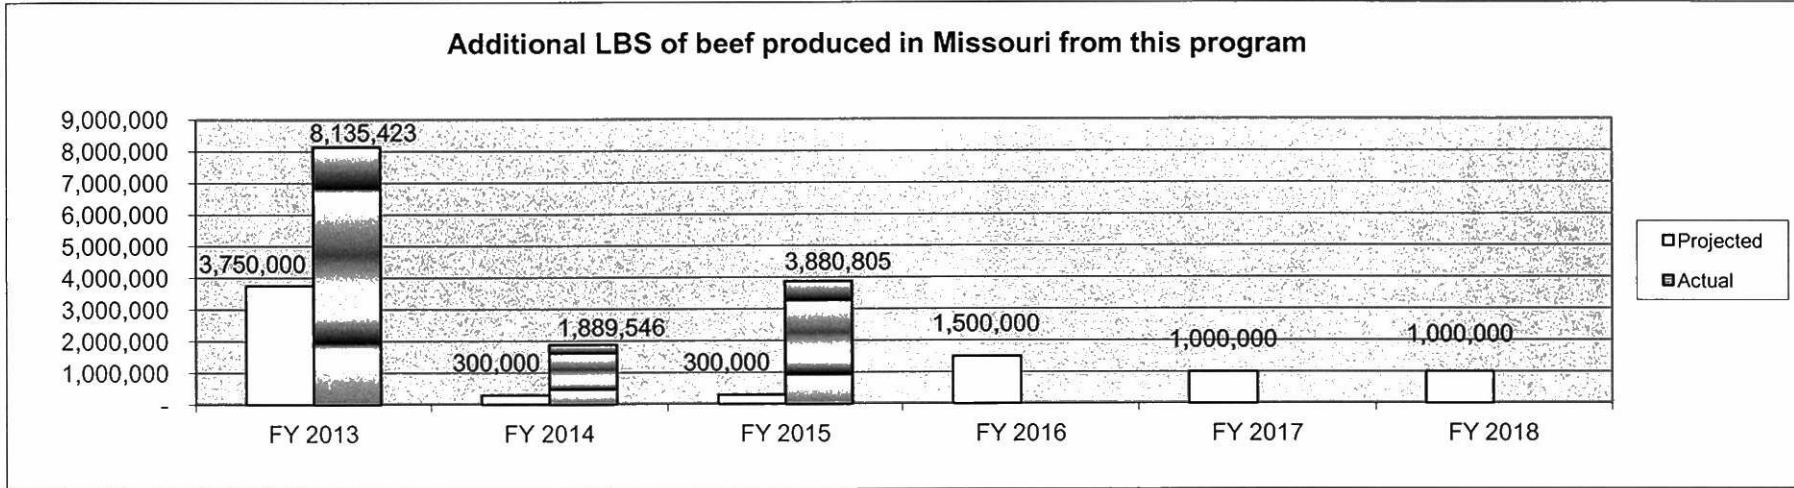 Additional LBS of beef produced in Missouri from this program
9,000,000
8,000,000
7,000,000
6,000,000
5,000,000
4,000,000
3,000,000
2,000,000
1,000,000
-
3,750,000
8,135,423
300,000
1,889,546
300,000
3,880,805
1,500,000
1,000,000
1,000,000
FY 2013
FY 2014
FY 2015
FY 2016
FY 2017
FY 2018
Projected
Actual